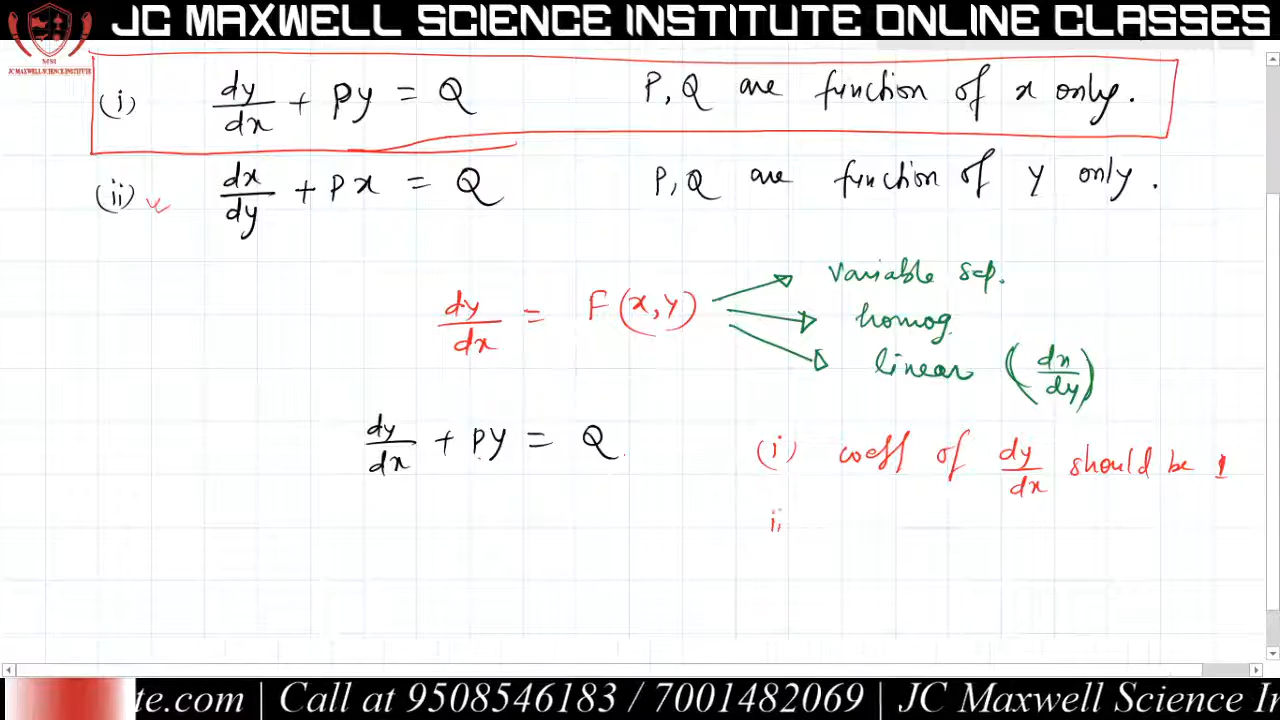 JC MAXWELL SCIENCE INSTITUTE ONLINE CLASSES
MSI
JC MAXWELL SCIENCE INSTITUTE
(i) dy/dx + Py = Q P, Q are function of x only.
(ii) dx/dy + Px = Q P, Q are function of y only.
variable sep.
dy/dx = F(x, y) homog.
linear (dx/dy)
dy/dx + Py = Q. (i) coeff of dy/dx should be 1
ii
te.com | Call at 9508546183 / 7001482069 | JC Maxwell Science In